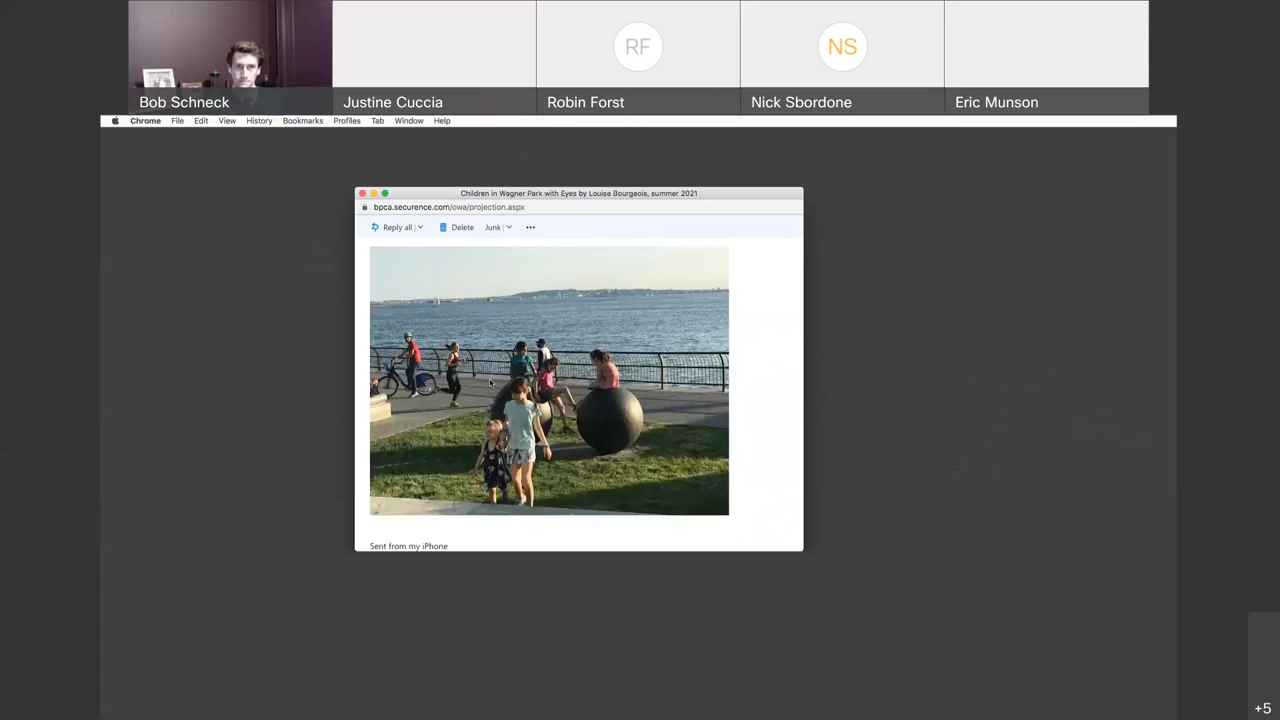 RF
NS
Bob Schneck
Justine Cuccia
Robin Forst
Nick Sbordone
Eric Munson
Chrome File Edit View History Bookmarks Profiles Tab Window Help
Children in Wagner Park with Eyes by Louise Bourgeois, summer 2021
bpca.securence.com/owa/projection.aspx
Reply all Delete Junk
Sent from my iPhone
+5